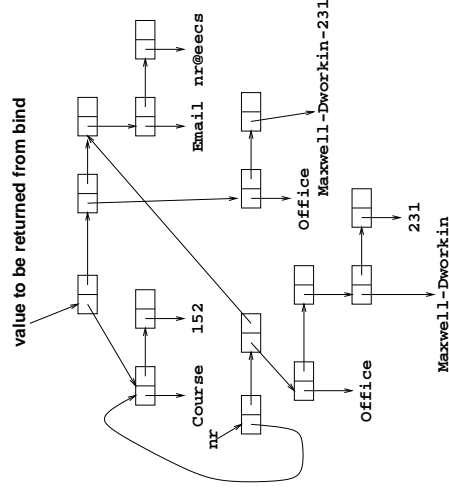 value to be returned from bind
Email
nr@eecs
Course
152
Office
Maxwell-Dworkin-231
nr
Office
231
Maxwell-Dworkin